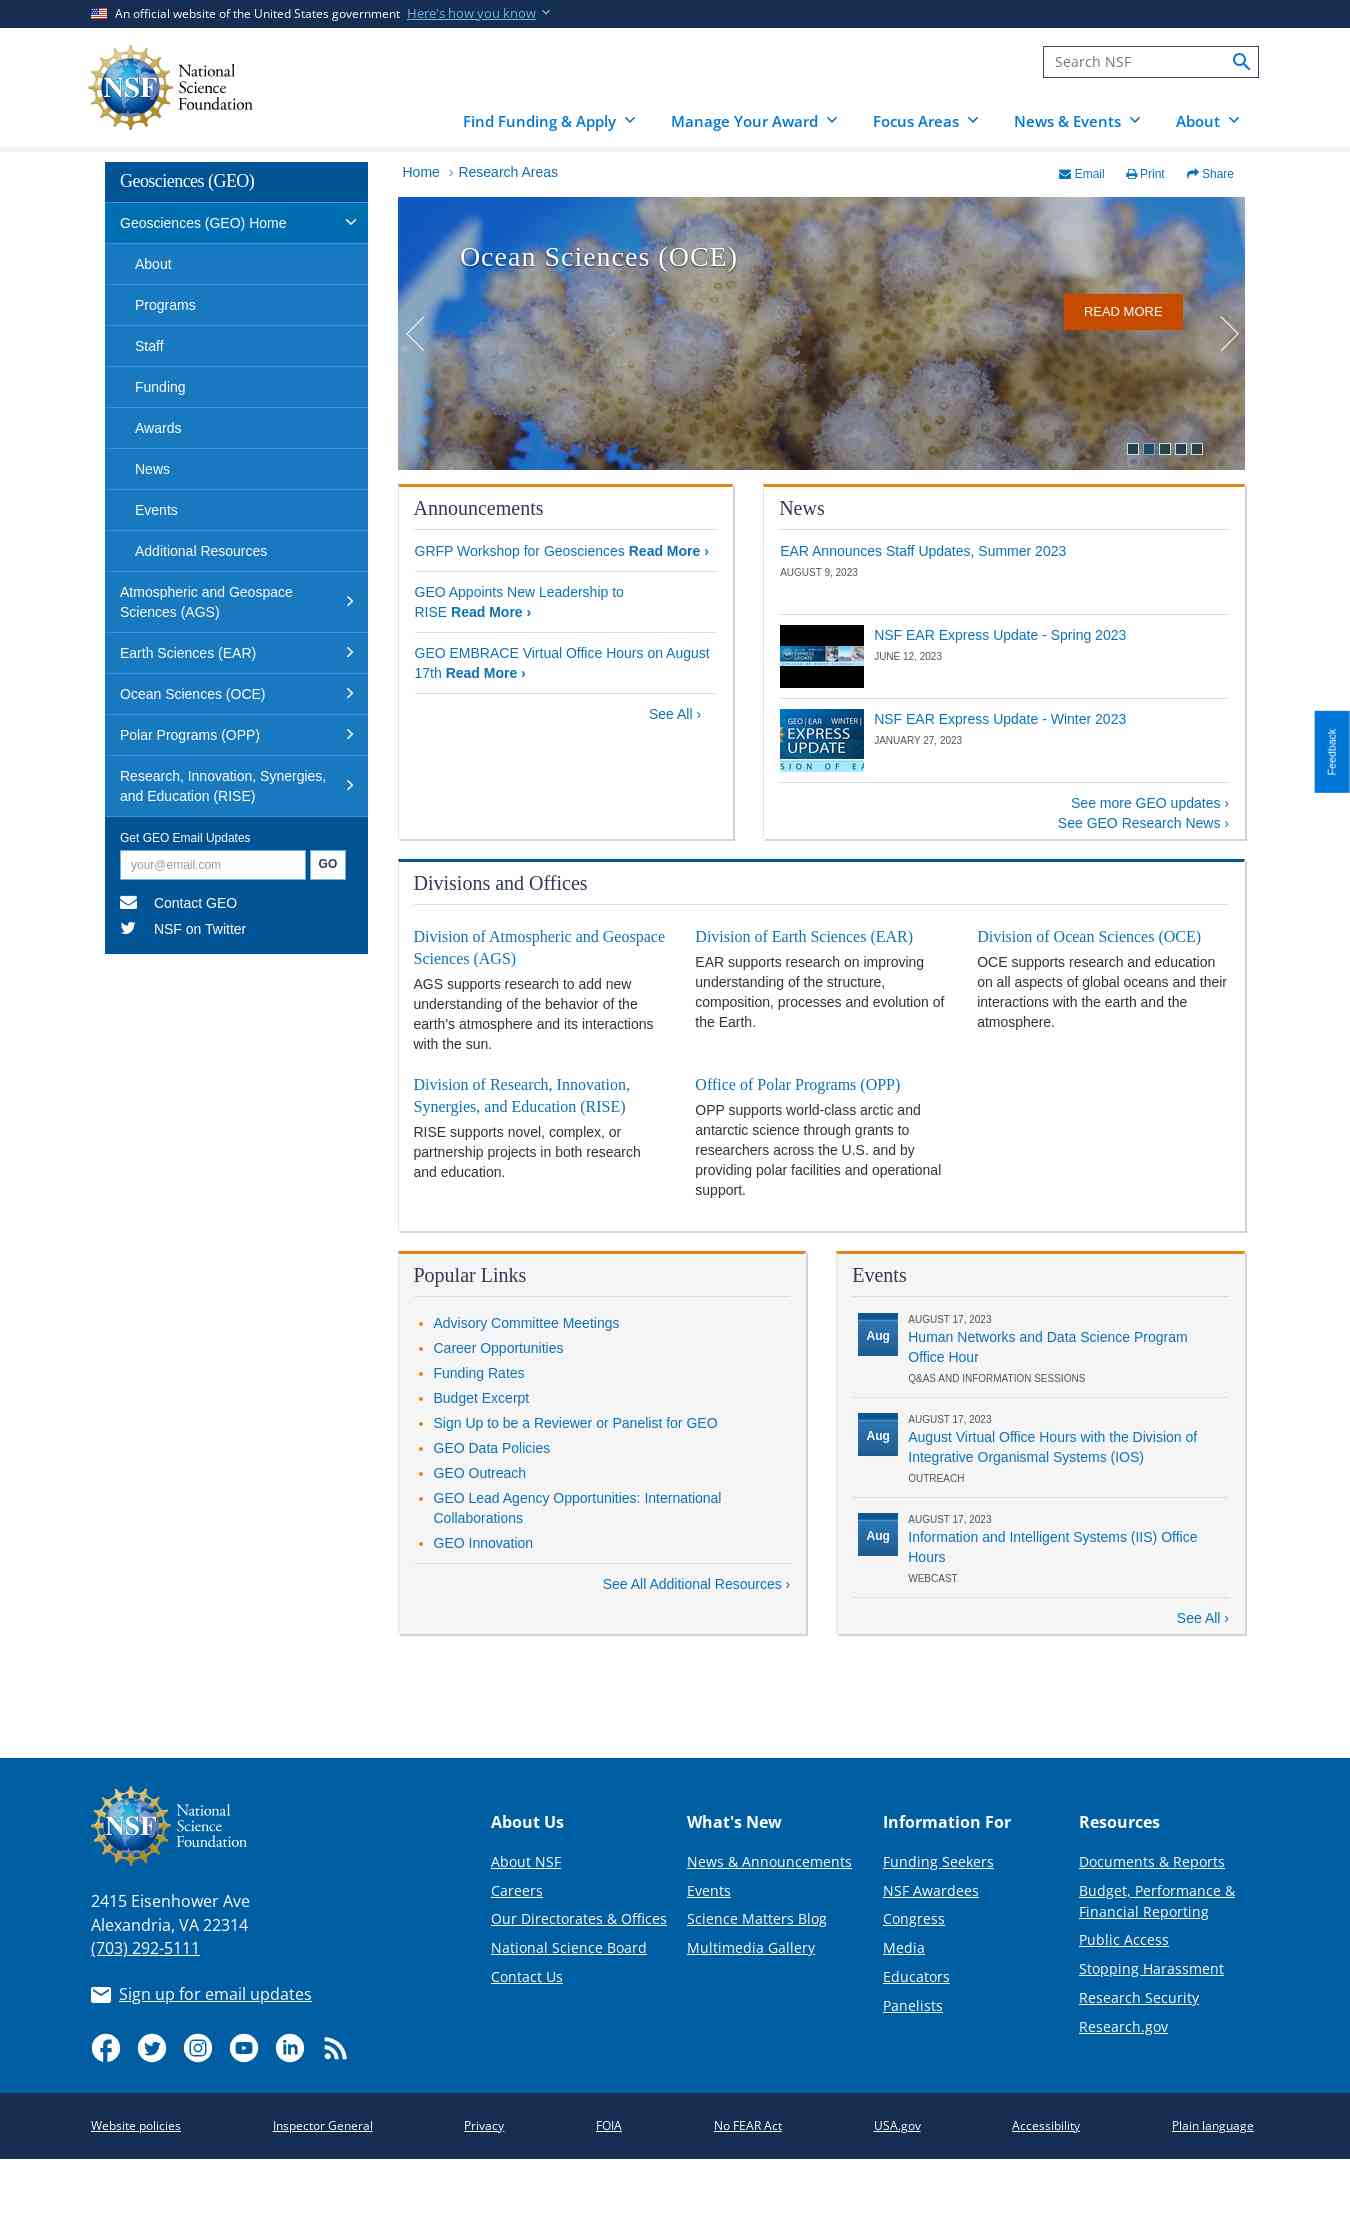 An official website of the United States government Here's how you know
NSF
National
Science
Foundation
Search NSF
Find Funding & Apply
Manage Your Award
Focus Areas
News & Events
About
Geosciences (GEO)
Geosciences (GEO) Home
About
Programs
Staff
Funding
Awards
News
Events
Additional Resources
Atmospheric and Geospace
Sciences (AGS)
Earth Sciences (EAR)
Ocean Sciences (OCE)
Polar Programs (OPP)
Research, Innovation, Synergies,
and Education (RISE)
Get GEO Email Updates
your@email.com
GO
Contact GEO
NSF on Twitter
Home › Research Areas
Email
Print
Share
Ocean Sciences (OCE)
READ MORE
Announcements
GRFP Workshop for Geosciences Read More ›
GEO Appoints New Leadership to
RISE Read More ›
GEO EMBRACE Virtual Office Hours on August
17th Read More ›
See All ›
News
EAR Announces Staff Updates, Summer 2023
AUGUST 9, 2023
EXPRESS
UPDATE
NSF EAR Express Update - Spring 2023
JUNE 12, 2023
GEO | EAR WINTER |
EXPRESS
UPDATE
SION OF EA
NSF EAR Express Update - Winter 2023
JANUARY 27, 2023
See more GEO updates ›
See GEO Research News ›
Feedback
Divisions and Offices
Division of Atmospheric and Geospace
Sciences (AGS)
AGS supports research to add new
understanding of the behavior of the
earth's atmosphere and its interactions
with the sun.
Division of Earth Sciences (EAR)
EAR supports research on improving
understanding of the structure,
composition, processes and evolution of
the Earth.
Division of Ocean Sciences (OCE)
OCE supports research and education
on all aspects of global oceans and their
interactions with the earth and the
atmosphere.
Division of Research, Innovation,
Synergies, and Education (RISE)
RISE supports novel, complex, or
partnership projects in both research
and education.
Office of Polar Programs (OPP)
OPP supports world-class arctic and
antarctic science through grants to
researchers across the U.S. and by
providing polar facilities and operational
support.
Popular Links
Advisory Committee Meetings
Career Opportunities
Funding Rates
Budget Excerpt
Sign Up to be a Reviewer or Panelist for GEO
GEO Data Policies
GEO Outreach
GEO Lead Agency Opportunities: International
Collaborations
GEO Innovation
See All Additional Resources ›
Events
Aug
AUGUST 17, 2023
Human Networks and Data Science Program
Office Hour
Q&AS AND INFORMATION SESSIONS
Aug
AUGUST 17, 2023
August Virtual Office Hours with the Division of
Integrative Organismal Systems (IOS)
OUTREACH
Aug
AUGUST 17, 2023
Information and Intelligent Systems (IIS) Office
Hours
WEBCAST
See All ›
NSF
National
Science
Foundation
2415 Eisenhower Ave
Alexandria, VA 22314
(703) 292-5111
Sign up for email updates
About Us
About NSF
Careers
Our Directorates & Offices
National Science Board
Contact Us
What's New
News & Announcements
Events
Science Matters Blog
Multimedia Gallery
Information For
Funding Seekers
NSF Awardees
Congress
Media
Educators
Panelists
Resources
Documents & Reports
Budget, Performance &
Financial Reporting
Public Access
Stopping Harassment
Research Security
Research.gov
Website policies
Inspector General
Privacy
FOIA
No FEAR Act
USA.gov
Accessibility
Plain language